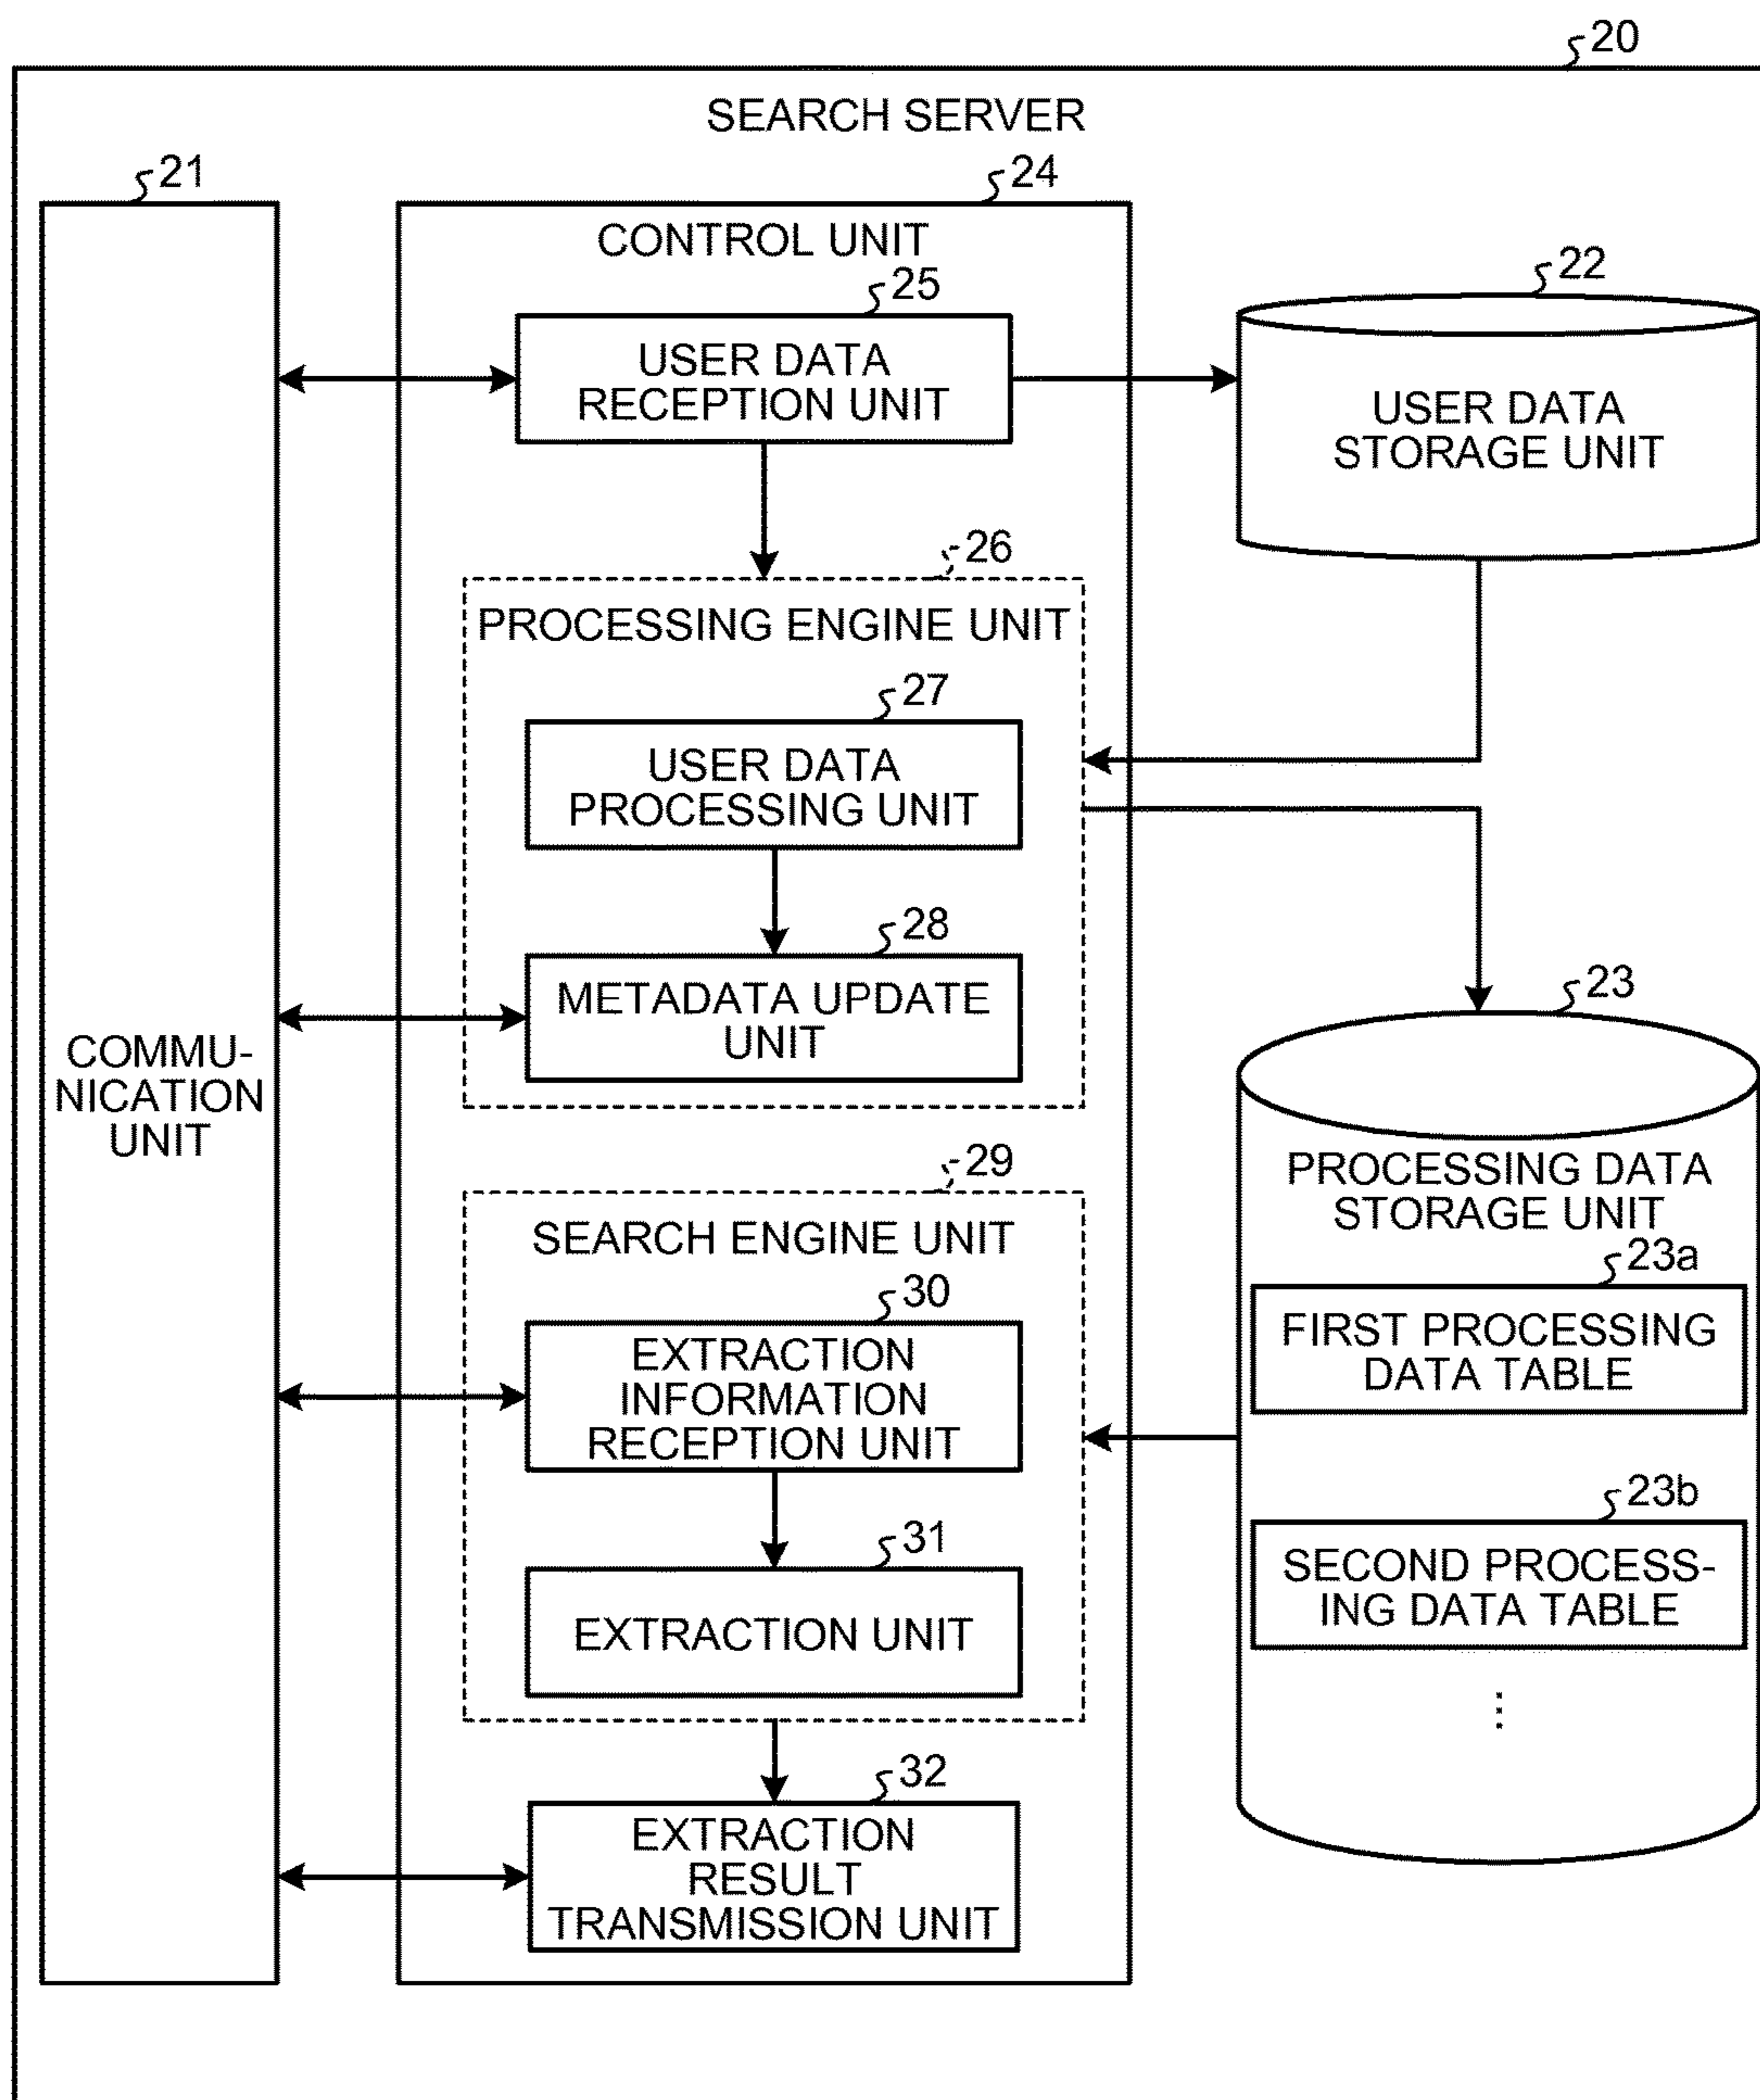 20
SEARCH SERVER
21
24
CONTROL UNIT
25
22
USER DATA
RECEPTION UNIT
USER DATA
STORAGE UNIT
26
PROCESSING ENGINE UNIT
27
USER DATA
PROCESSING UNIT
28
METADATA UPDATE
UNIT
COMMU-
NICATION
UNIT
23
PROCESSING DATA
STORAGE UNIT
23a
FIRST PROCESSING
DATA TABLE
23b
SECOND PROCESS-
ING DATA TABLE
⋮
29
SEARCH ENGINE UNIT
30
EXTRACTION
INFORMATION
RECEPTION UNIT
31
EXTRACTION UNIT
32
EXTRACTION
RESULT
TRANSMISSION UNIT